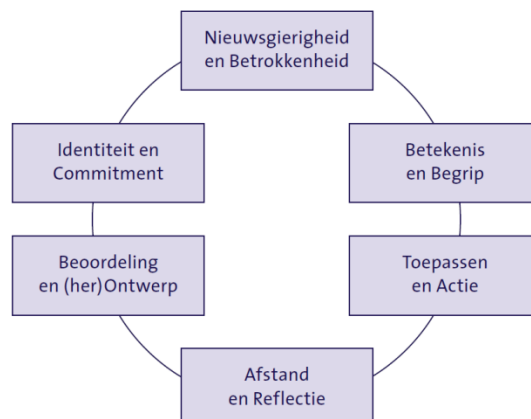 Nieuwsgierigheid
en Betrokkenheid
Betekenis
en Begrip
Toepassen
en Actie
Afstand
en Reflectie
Beoordeling
en (her)Ontwerp
Identiteit en
Commitment